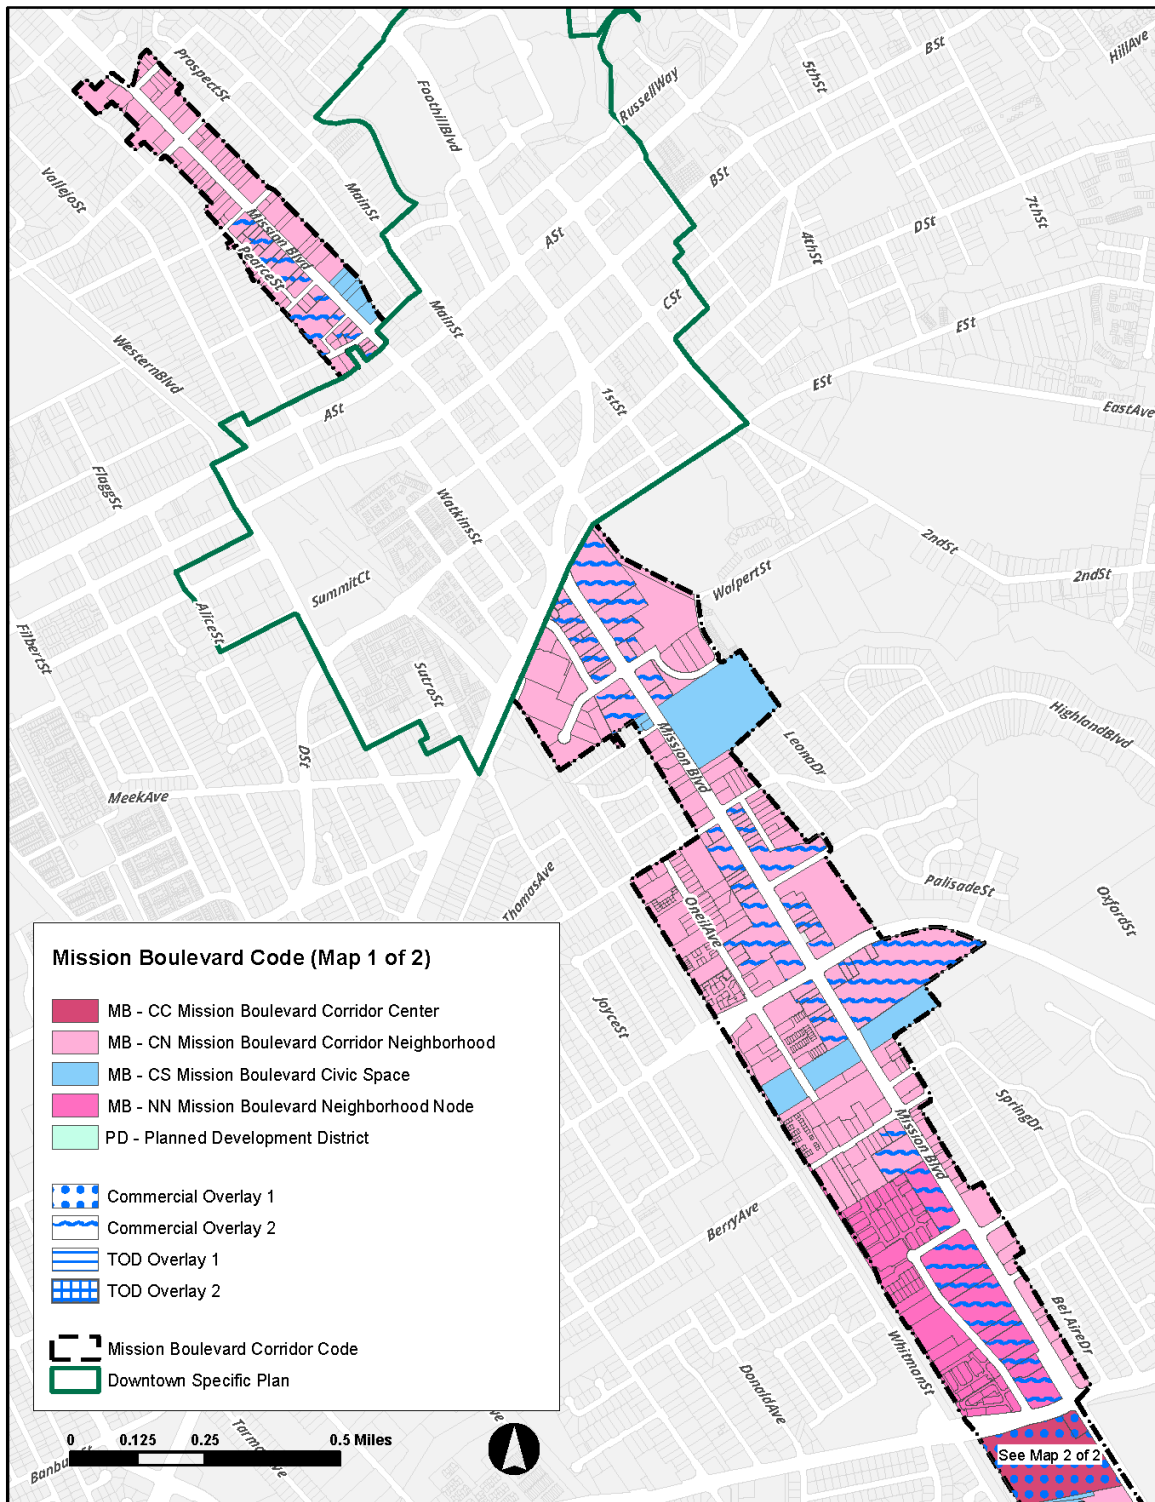 BSt
HillAve
ProspectSt
5thSt
RussellWay
FoothillBlvd
BSt
VallejoSt
MainSt
7thSt
DSt
4thSt
Mission Blvd
ASt
PearceSt
CSt
MainSt
ESt
WesternBlvd
ESt
1stSt
EastAve
ASt
FlaggSt
WatkinsSt
2ndSt
2ndSt
WalpertSt
SummitCt
AliceSt
FilbertSt
SutroSt
HighlandBlvd
Mission Blvd
LeonaDr
DSt
MeekAve
PalisadeSt
ThomasAve
OxfordSt
OneilAve
JoyceSt
SpringDr
Mission Blvd
BerryAve
Bel AireDr
WhitmanSt
DonaldAve
Mission Boulevard Code (Map 1 of 2)
MB - CC Mission Boulevard Corridor Center
MB - CN Mission Boulevard Corridor Neighborhood
MB - CS Mission Boulevard Civic Space
MB - NN Mission Boulevard Neighborhood Node
PD - Planned Development District
Commercial Overlay 1
Commercial Overlay 2
TOD Overlay 1
TOD Overlay 2
Mission Boulevard Corridor Code
Downtown Specific Plan
0 0.125 0.25 0.5 Miles
See Map 2 of 2